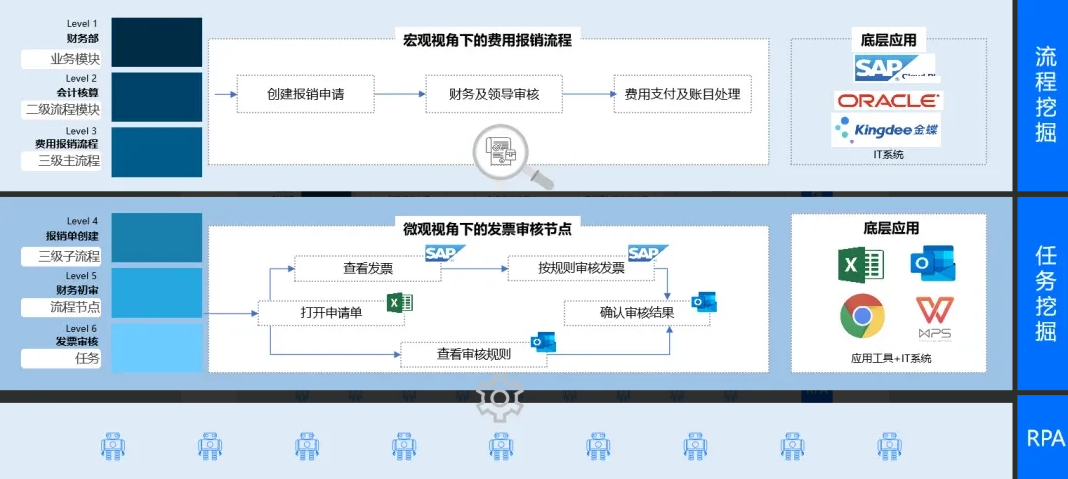 Level 1
财务部
业务模块
Level 2
会计核算
二级流程模块
Level 3
费用报销流程
三级主流程
宏观视角下的费用报销流程
创建报销申请
财务及领导审核
费用支付及账目处理
底层应用
SAP
ORACLE
Kingdee金蝶
IT系统
流程挖掘
Level 4
报销单创建
三级子流程
Level 5
财务初审
流程节点
Level 6
发票审核
任务
微观视角下的发票审核节点
查看发票
SAP
按规则审核发票
SAP
打开申请单
确认审核结果
查看审核规则
底层应用
WPS
应用工具+IT系统
任务挖掘
RPA